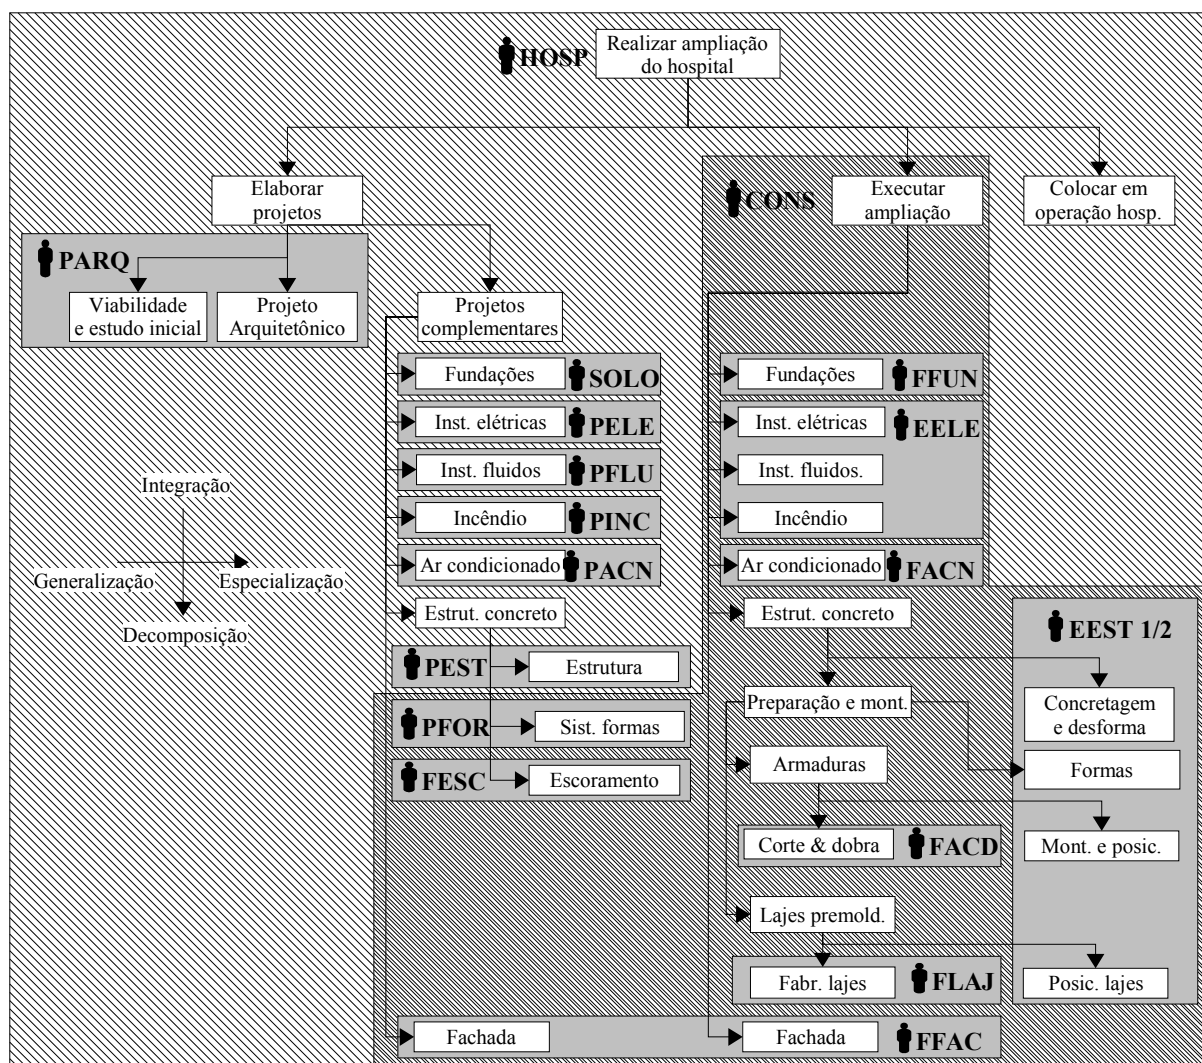 HOSP
Realizar ampliação
do hospital
Elaborar
projetos
CONS
Executar
ampliação
Colocar em
operação hosp.
PARQ
Viabilidade
e estudo inicial
Projeto
Arquitetônico
Projetos
complementares
Fundações
SOLO
Fundações
FFUN
Inst. elétricas
PELE
Inst. elétricas
EELE
Inst. fluidos
PFLU
Inst. fluidos.
Incêndio
PINC
Incêndio
Ar condicionado
PACN
Ar condicionado
FACN
Integração
Generalização
Especialização
Decomposição
Estrut. concreto
Estrut. concreto
EEST 1/2
PEST
Estrutura
Preparação e mont.
Concretagem
e desforma
PFOR
Sist. formas
Armaduras
Formas
FESC
Escoramento
Corte & dobra
FACD
Mont. e posic.
Lajes premold.
Fabr. lajes
FLAJ
Posic. lajes
Fachada
Fachada
FFAC